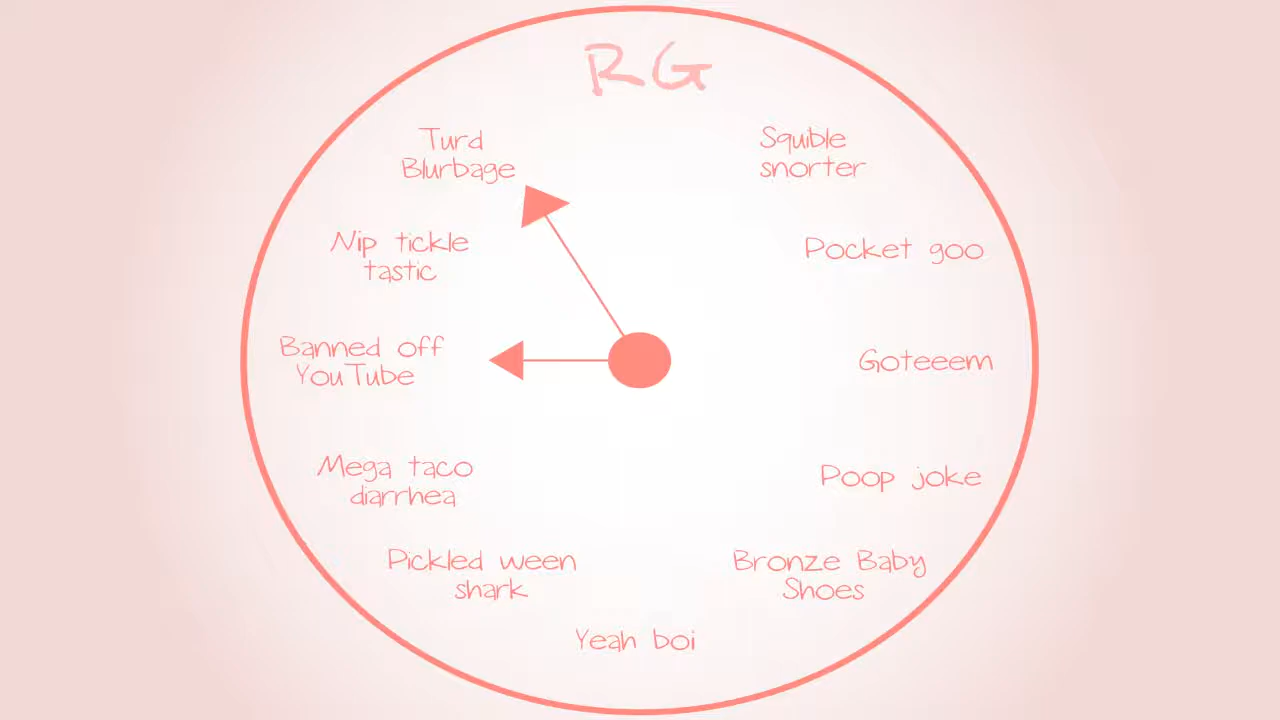 RG
Turd
Blurbage
Squible
snorter
Nip tickle
tastic
Pocket goo
Banned off
YouTube
Goteeem
Mega taco
diarrhea
Poop joke
Pickled ween
shark
Bronze Baby
Shoes
Yeah boi